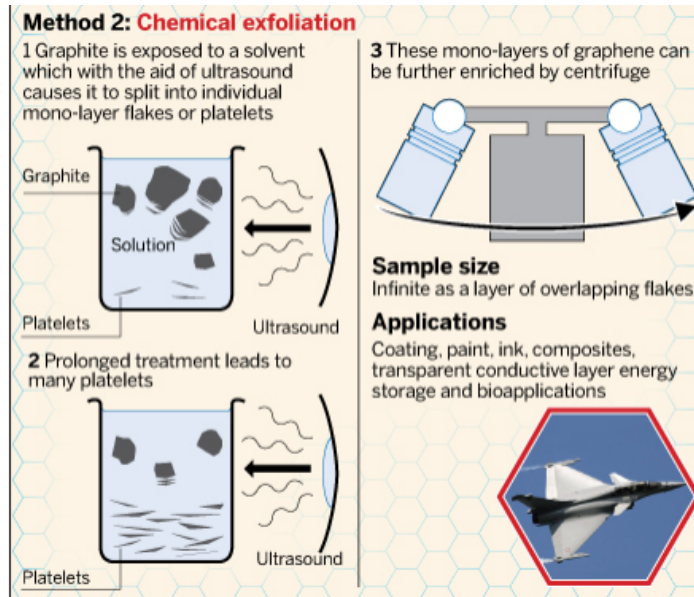 Method 2: Chemical exfoliation
1 Graphite is exposed to a solvent
which with the aid of ultrasound
causes it to split into individual
mono-layer flakes or platelets
Graphite
Solution
Platelets
Ultrasound
2 Prolonged treatment leads to
many platelets
Platelets
Ultrasound
3 These mono-layers of graphene can
be further enriched by centrifuge
Sample size
Infinite as a layer of overlapping flakes
Applications
Coating, paint, ink, composites,
transparent conductive layer energy
storage and bioapplications